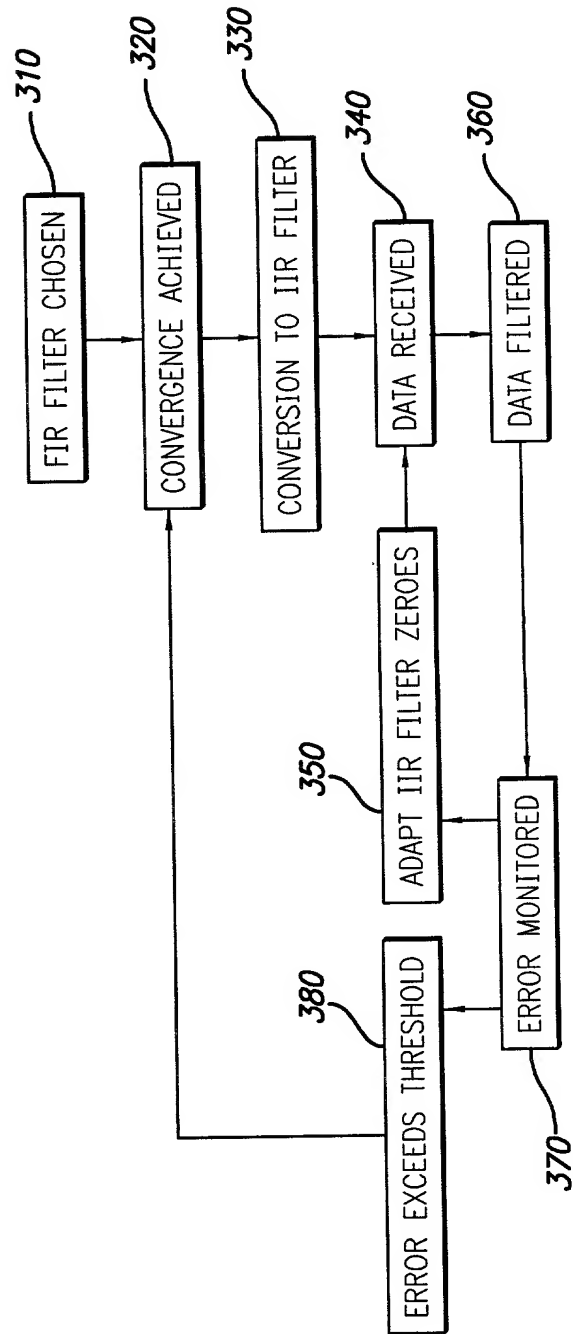 310
FIR FILTER CHOSEN
320
CONVERGENCE ACHIEVED
330
CONVERSION TO IIR FILTER
340
DATA RECEIVED
350
ADAPT IIR FILTER ZEROES
360
DATA FILTERED
370
ERROR MONITORED
380
ERROR EXCEEDS THRESHOLD